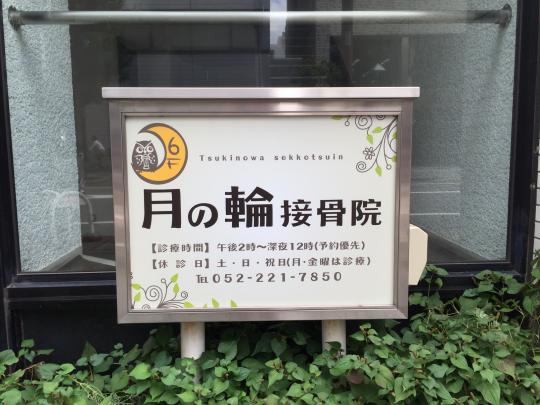 6F
Tsukinowa sekkotsuin
月の輪接骨院
【診療時間】午後2時～深夜12時(予約優先)
【休診日】土・日・祝日(月・金曜は診療)
℡052-221-7850